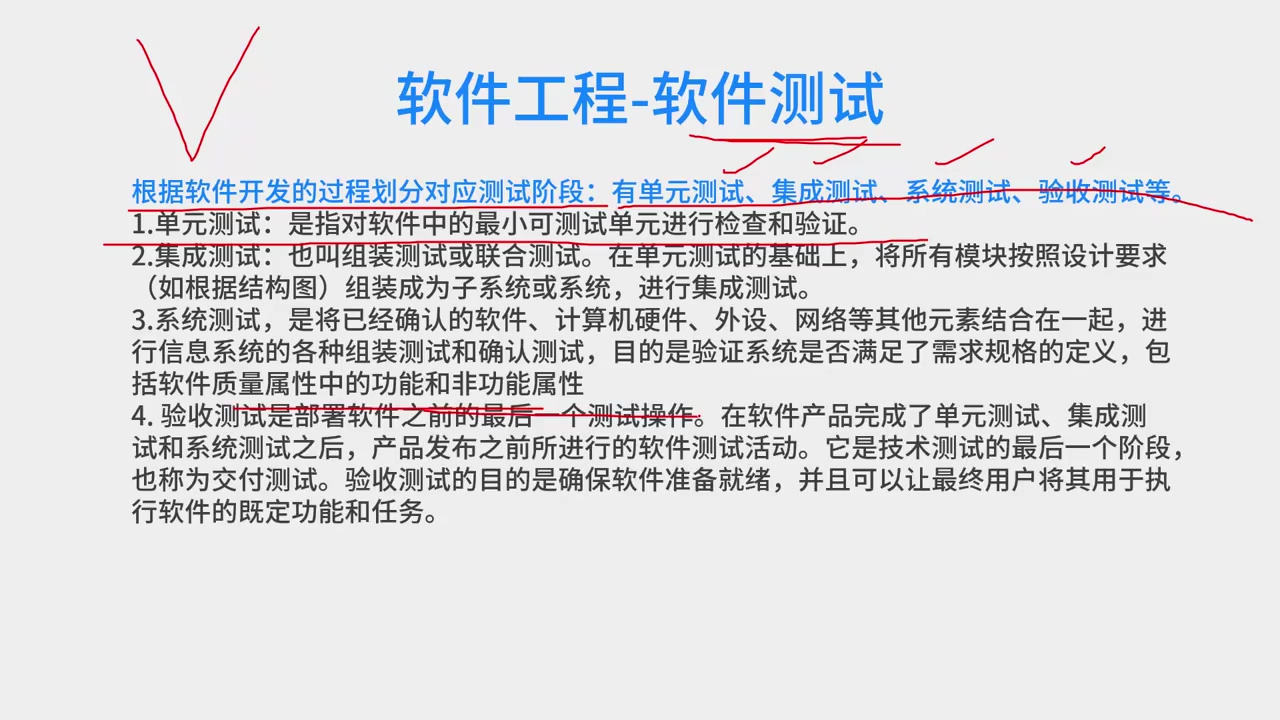 软件工程-软件测试
根据软件开发的过程划分对应测试阶段：有单元测试、集成测试、系统测试、验收测试等。
1.单元测试：是指对软件中的最小可测试单元进行检查和验证。
2.集成测试：也叫组装测试或联合测试。在单元测试的基础上，将所有模块按照设计要求
（如根据结构图）组装成为子系统或系统，进行集成测试。
3.系统测试，是将已经确认的软件、计算机硬件、外设、网络等其他元素结合在一起，进
行信息系统的各种组装测试和确认测试，目的是验证系统是否满足了需求规格的定义，包
括软件质量属性中的功能和非功能属性
4. 验收测试是部署软件之前的最后一个测试操作。在软件产品完成了单元测试、集成测
试和系统测试之后，产品发布之前所进行的软件测试活动。它是技术测试的最后一个阶段，
也称为交付测试。验收测试的目的是确保软件准备就绪，并且可以让最终用户将其用于执
行软件的既定功能和任务。